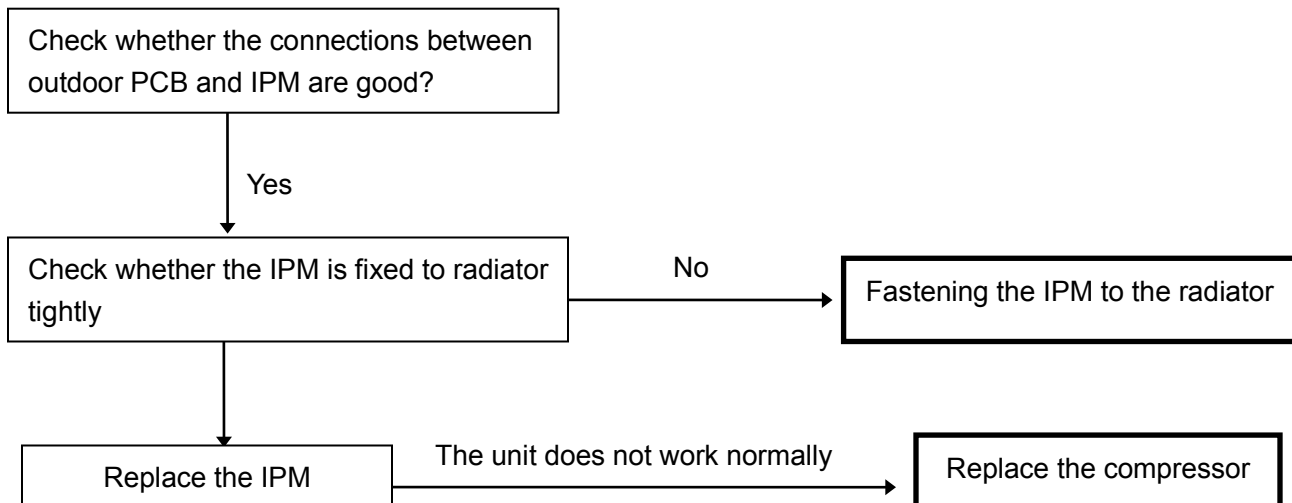 Check whether the connections between
outdoor PCB and IPM are good?
Yes
Check whether the IPM is fixed to radiator
tightly
No
Fastening the IPM to the radiator
Replace the IPM
The unit does not work normally
Replace the compressor